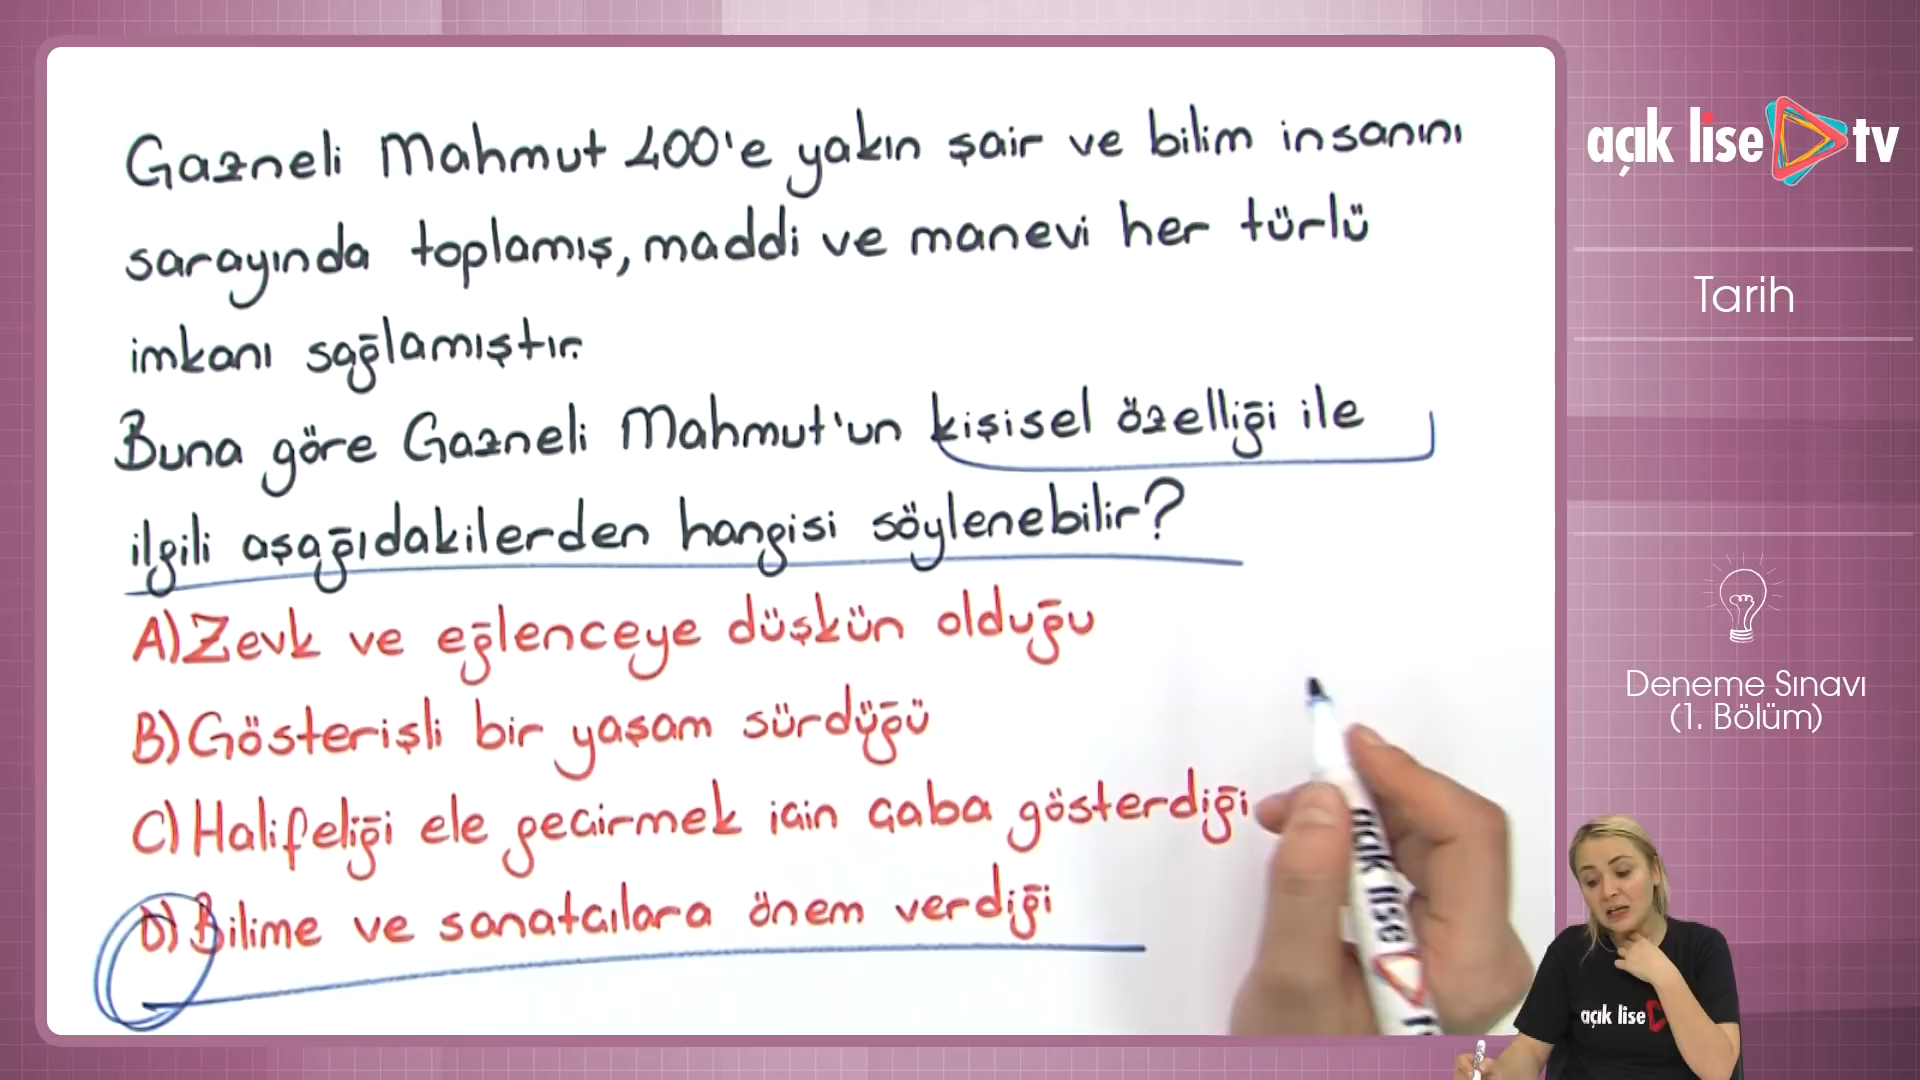 Gazneli Mahmut 400'e yakın şair ve bilim insanını
sarayında toplamış, maddi ve manevi her türlü
imkanı sağlamıştır.
Buna göre Gazneli Mahmut'un kişisel özelliği ile
ilgili aşağıdakilerden hangisi söylenebilir?
A) Zevk ve eğlenceye düşkün olduğu
B) Gösterişli bir yaşam sürdüğü
C) Halifeliği ele geçirmek için çaba gösterdiği
D) Bilime ve sanatçılara önem verdiği
açık lise tv
Tarih
Deneme Sınavı
(1. Bölüm)
açık lise
açık lise